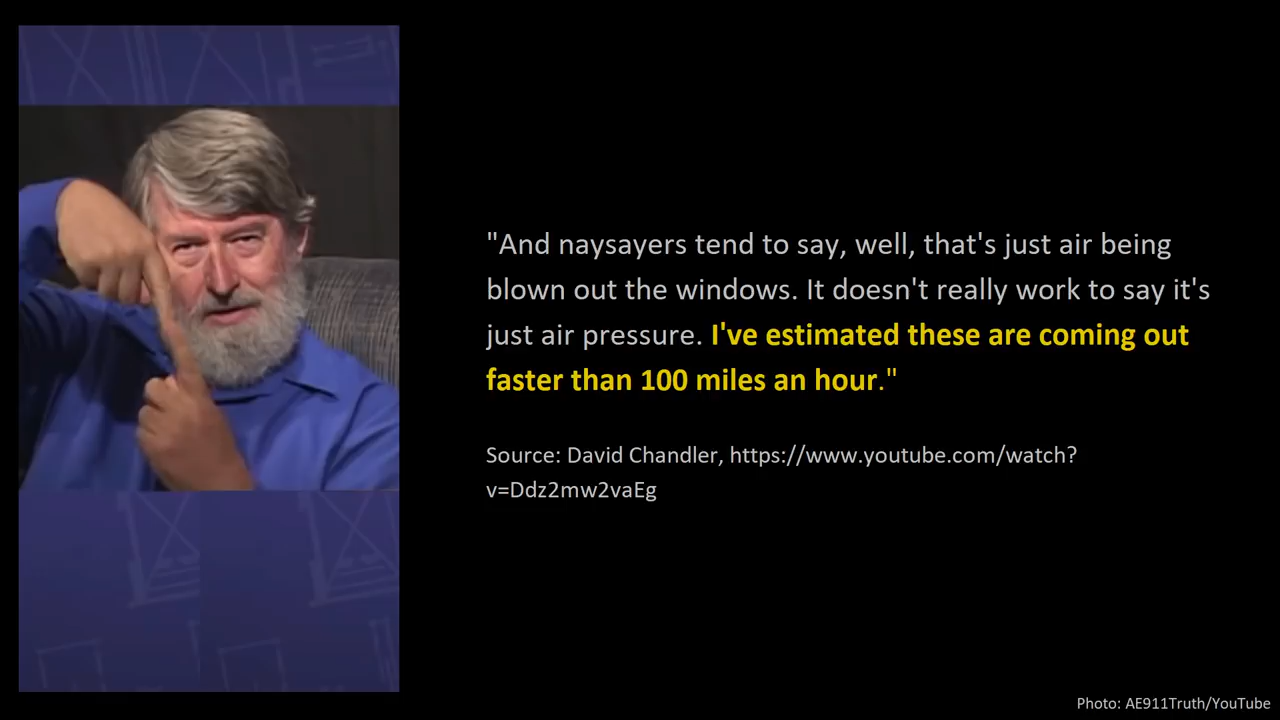 "And naysayers tend to say, well, that's just air being
blown out the windows. It doesn't really work to say it's
just air pressure. I've estimated these are coming out
faster than 100 miles an hour."
Source: David Chandler, https://www.youtube.com/watch?
v=Ddz2mw2vaEg
Photo: AE911Truth/YouTube